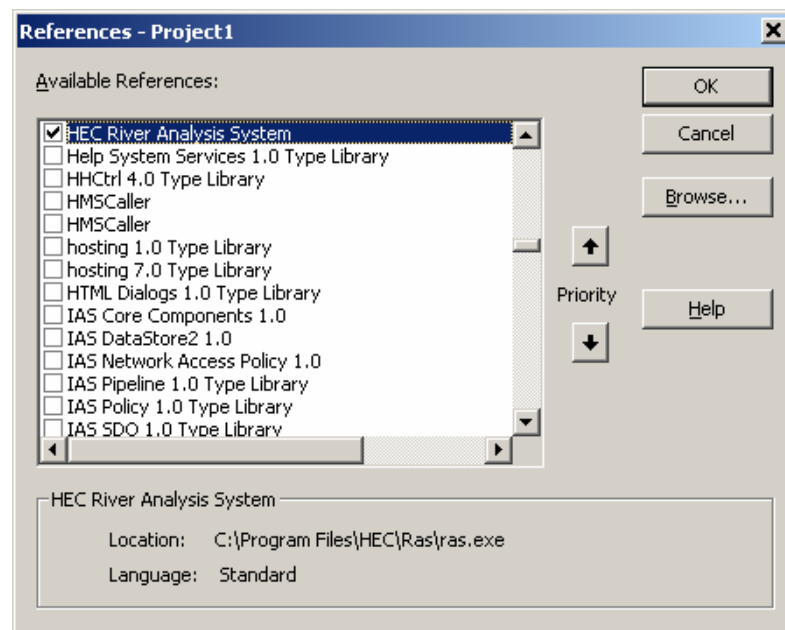 References - Project1
Available References:
HEC River Analysis System
Help System Services 1.0 Type Library
HHCtrl 4.0 Type Library
HMSCaller
HMSCaller
hosting 1.0 Type Library
hosting 7.0 Type Library
HTML Dialogs 1.0 Type Library
IAS Core Components 1.0
IAS DataStore2 1.0
IAS Network Access Policy 1.0
IAS Pipeline 1.0 Type Library
IAS Policy 1.0 Type Library
IAS SDO 1.0 Type Library
Priority
OK
Cancel
Browse...
Help
HEC River Analysis System
Location: C:\Program Files\HEC\Ras\ras.exe
Language: Standard